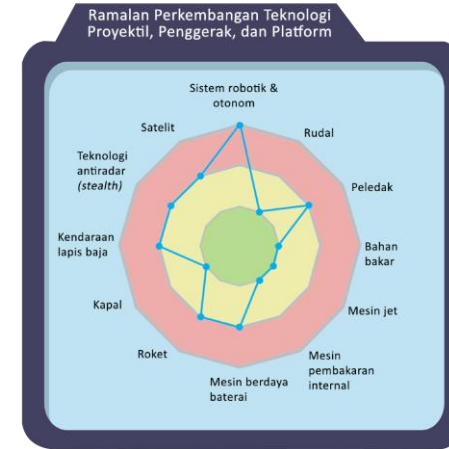 Ramalan Perkembangan Teknologi
Proyektil, Penggerak, dan Platform
Sistem robotik &
otonom
Rudal
Peledak
Bahan
bakar
Mesin jet
Mesin
pembakaran
internal
Mesin berdaya
baterai
Roket
Kapal
Kendaraan
lapis baja
Teknologi
antiradar
(stealth)
Satelit